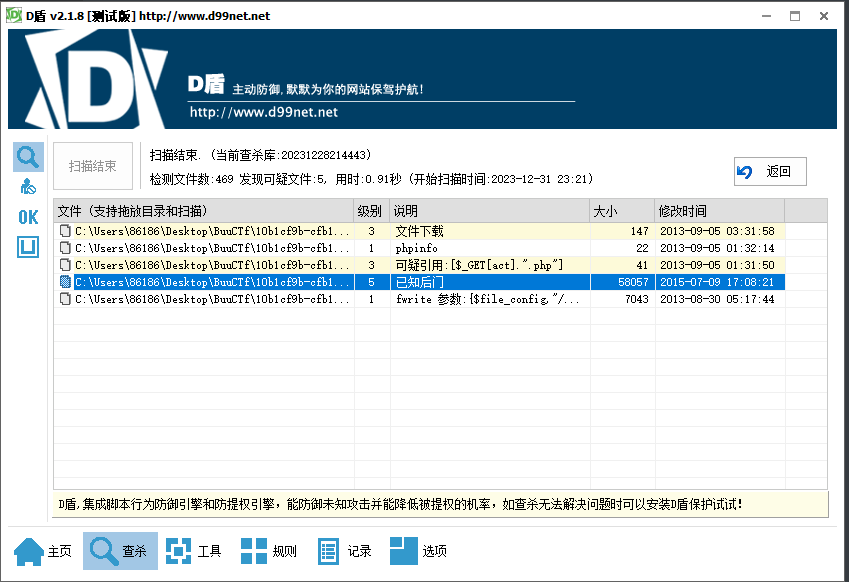 D盾 v2.1.8 [测试版] http://www.d99net.net
D盾 主动防御,默默为你的网站保驾护航!
http://www.d99net.net
扫描结束
扫描结束. (当前查杀库:20231228214443)
检测文件数:469 发现可疑文件:5, 用时:0.91秒 (开始扫描时间:2023-12-31 23:21)
返回
OK
文件 (支持拖放目录和扫描) 级别 说明 大小 修改时间
C:\Users\86186\Desktop\BuuCTf\10b1cf9b-cfb1... 3 文件下载 147 2013-09-05 03:31:58
C:\Users\86186\Desktop\BuuCTf\10b1cf9b-cfb1... 1 phpinfo 22 2013-09-05 01:32:14
C:\Users\86186\Desktop\BuuCTf\10b1cf9b-cfb1... 3 可疑引用:[$_GET[act].".php"] 41 2013-09-05 01:31:50
C:\Users\86186\Desktop\BuuCTf\10b1cf9b-cfb1... 5 已知后门 58057 2015-07-09 17:08:21
C:\Users\86186\Desktop\BuuCTf\10b1cf9b-cfb1... 1 fwrite 参数:{$file_config,"/... 7043 2013-08-30 05:17:44
D盾,集成脚本行为防御引擎和防提权引擎, 能防御未知攻击并能降低被提权的机率, 如查杀无法解决问题时可以安装D盾保护试试!
主页 查杀 工具 规则 记录 选项